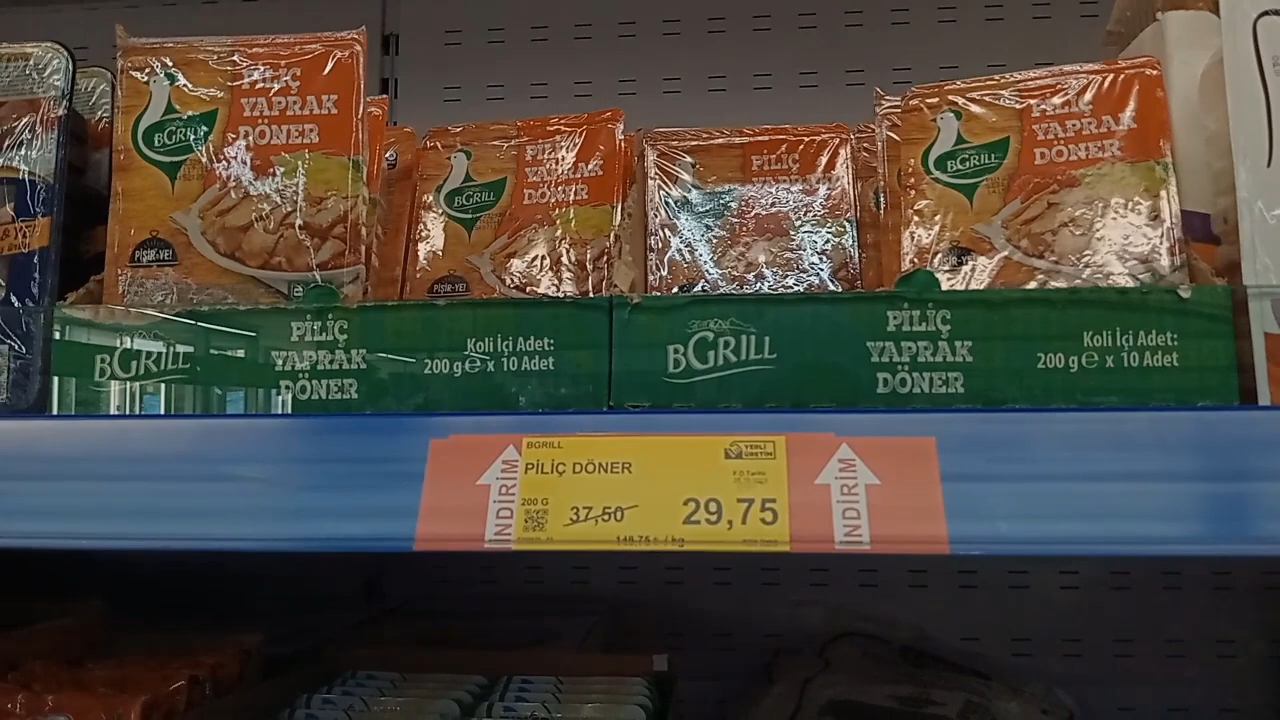 PİLİÇ
YAPRAK
DÖNER
BGRILL
PİŞİR-YE!
PİLİÇ
YAPRAK
DÖNER
BGRILL
PİŞİR-YE!
PİLİÇ
YAPRAK
PİLİÇ
YAPRAK
DÖNER
BGRILL
PİŞİR-YE!
BGRILL
PİLİÇ
YAPRAK
DÖNER
Koli İçi Adet:
200 g℮ x 10 Adet
BGRILL
PİLİÇ
YAPRAK
DÖNER
Koli İçi Adet:
200 g℮ x 10 Adet
İNDİRİM
BGRILL
YERLİ
ÜRETİM
PİLİÇ DÖNER
F.D.Tarihi
200 G
37,50
29,75
148,75 ₺ / kg
İNDİRİM